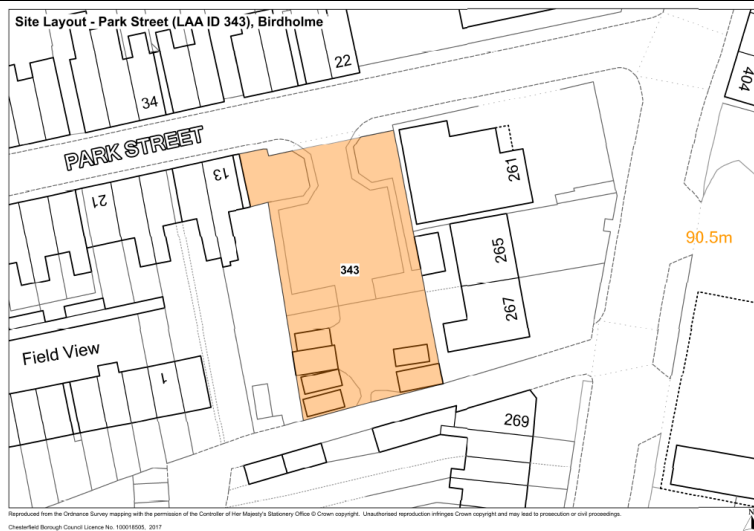 Site Layout - Park Street (LAA ID 343), Birdholme
22
404
34
PARK STREET
13
261
21
265
90.5m
343
267
Field View
1
269
Reproduced from the Ordnance Survey mapping with the permission of the Controller of Her Majesty's Stationery Office © Crown copyright. Unauthorised reproduction infringes Crown copyright and may lead to prosecution or civil proceedings.
Chesterfield Borough Council Licence No. 100018505, 2017